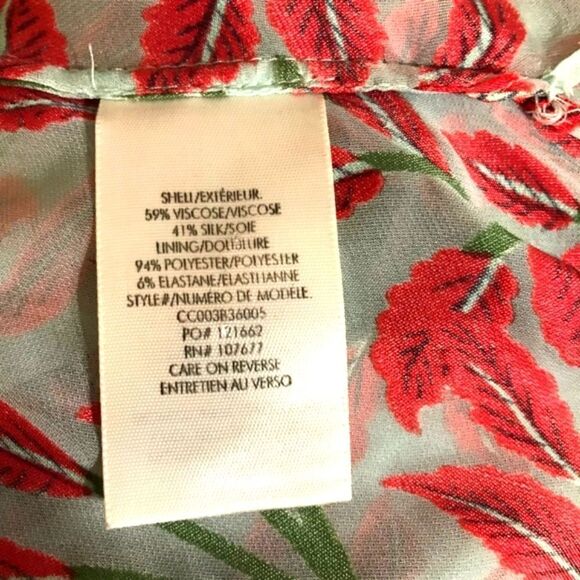 SHELL/EXTÉRIEUR.
59% VISCOSE/VISCOSE
41% SILK/SOIE
LINING/DOUBLURE
94% POLYESTER/POLYESTER
6% ELASTANE/ELASTHANNE
STYLE#/NUMÉRO DE MODÈLE.
CC003B36005
PO# 121662
RN# 107677
CARE ON REVERSE
ENTRETIEN AU VERSO